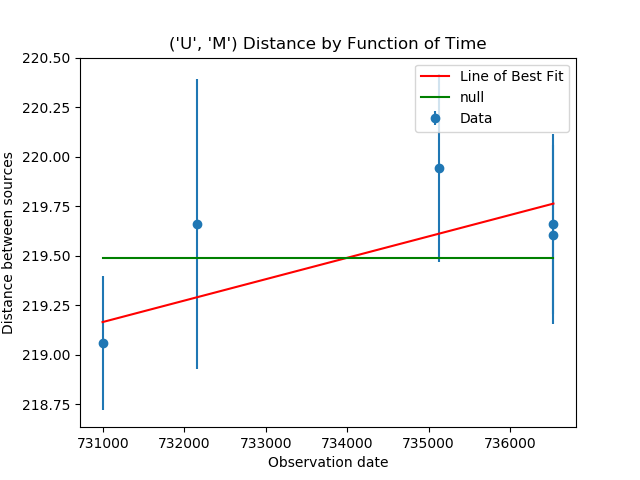 ('U', 'M') Distance by Function of Time
220.50
220.25
220.00
219.75
219.50
219.25
219.00
218.75
Distance between sources
Line of Best Fit
null
Data
731000 732000 733000 734000 735000 736000
Observation date